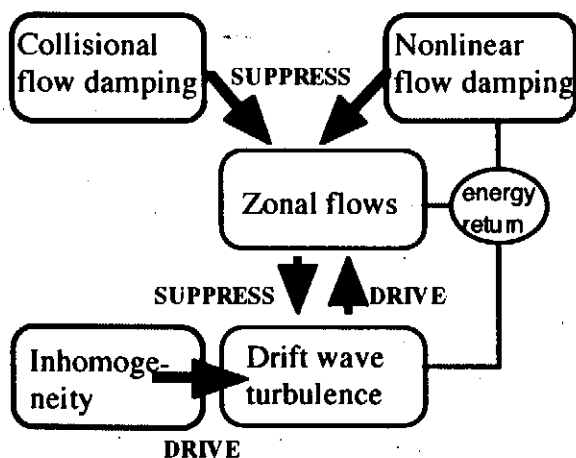 Collisional
flow damping
SUPPRESS
Nonlinear
flow damping
Zonal flows
energy
return
SUPPRESS
DRIVE
Inhomoge-
neity
Drift wave
turbulence
DRIVE